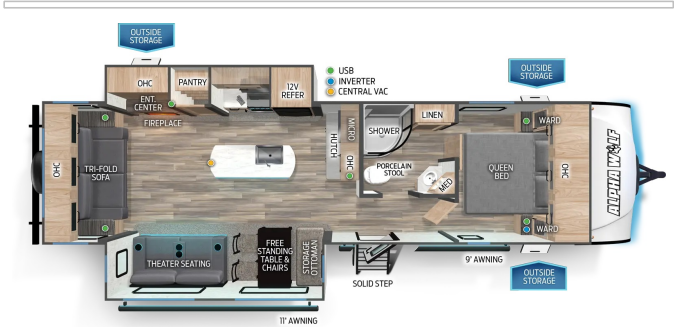 OUTSIDE
STORAGE
OUTSIDE
STORAGE
USB
INVERTER
CENTRAL VAC
OHC
PANTRY
12V
REFER
ENT.
CENTER
FIREPLACE
OHC
TRI-FOLD
SOFA
HUTCH
MICRO
OHC
SHOWER
LINEN
PORCELAIN
STOOL
MED
QUEEN
BED
WARD
OHC
WARD
ALPHA WOLF
THEATER SEATING
FREE
STANDING
TABLE &
CHAIRS
STORAGE
OTTOMAN
SOLID STEP
9' AWNING
OUTSIDE
STORAGE
11' AWNING